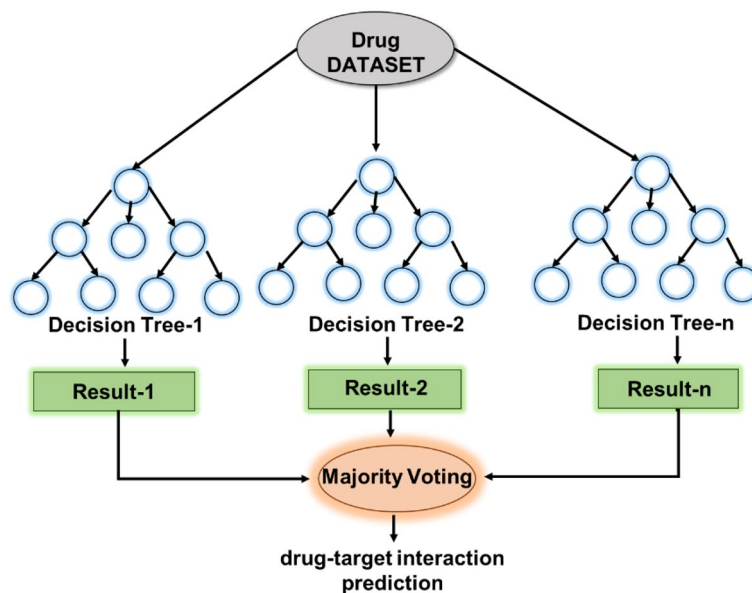 Drug
DATASET
Decision Tree-1
Decision Tree-2
Decision Tree-n
Result-1
Result-2
Result-n
Majority Voting
drug-target interaction
prediction